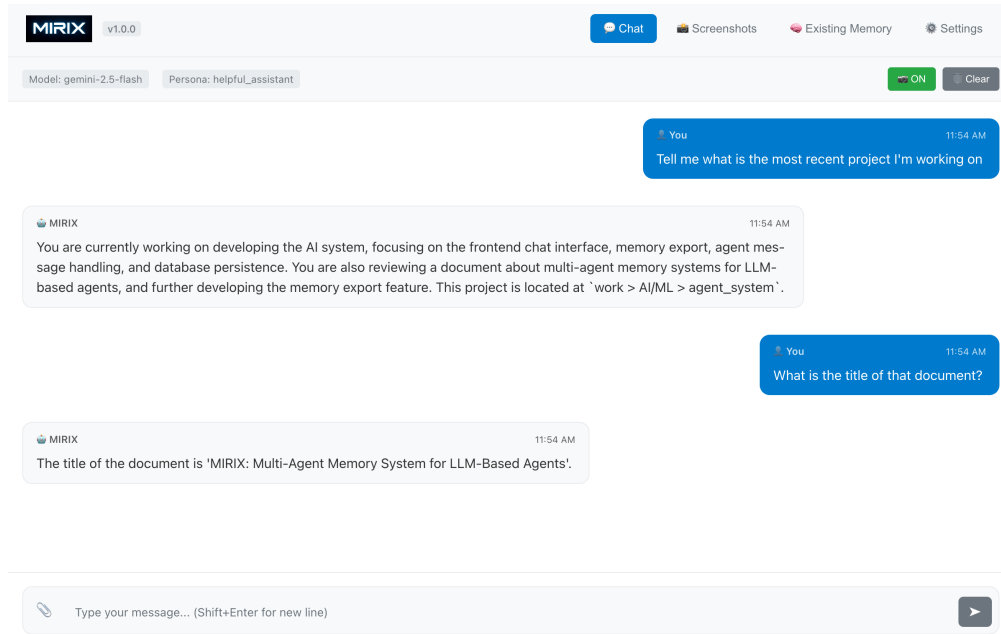 MIRIX v1.0.0 Chat Screenshots Existing Memory Settings
Model: gemini-2.5-flash Persona: helpful_assistant ON Clear
You 11:54 AM
Tell me what is the most recent project I'm working on
MIRIX 11:54 AM
You are currently working on developing the AI system, focusing on the frontend chat interface, memory export, agent mes-
sage handling, and database persistence. You are also reviewing a document about multi-agent memory systems for LLM-
based agents, and further developing the memory export feature. This project is located at `work > AI/ML > agent_system`.
You 11:54 AM
What is the title of that document?
MIRIX 11:54 AM
The title of the document is 'MIRIX: Multi-Agent Memory System for LLM-Based Agents'.
Type your message... (Shift+Enter for new line)